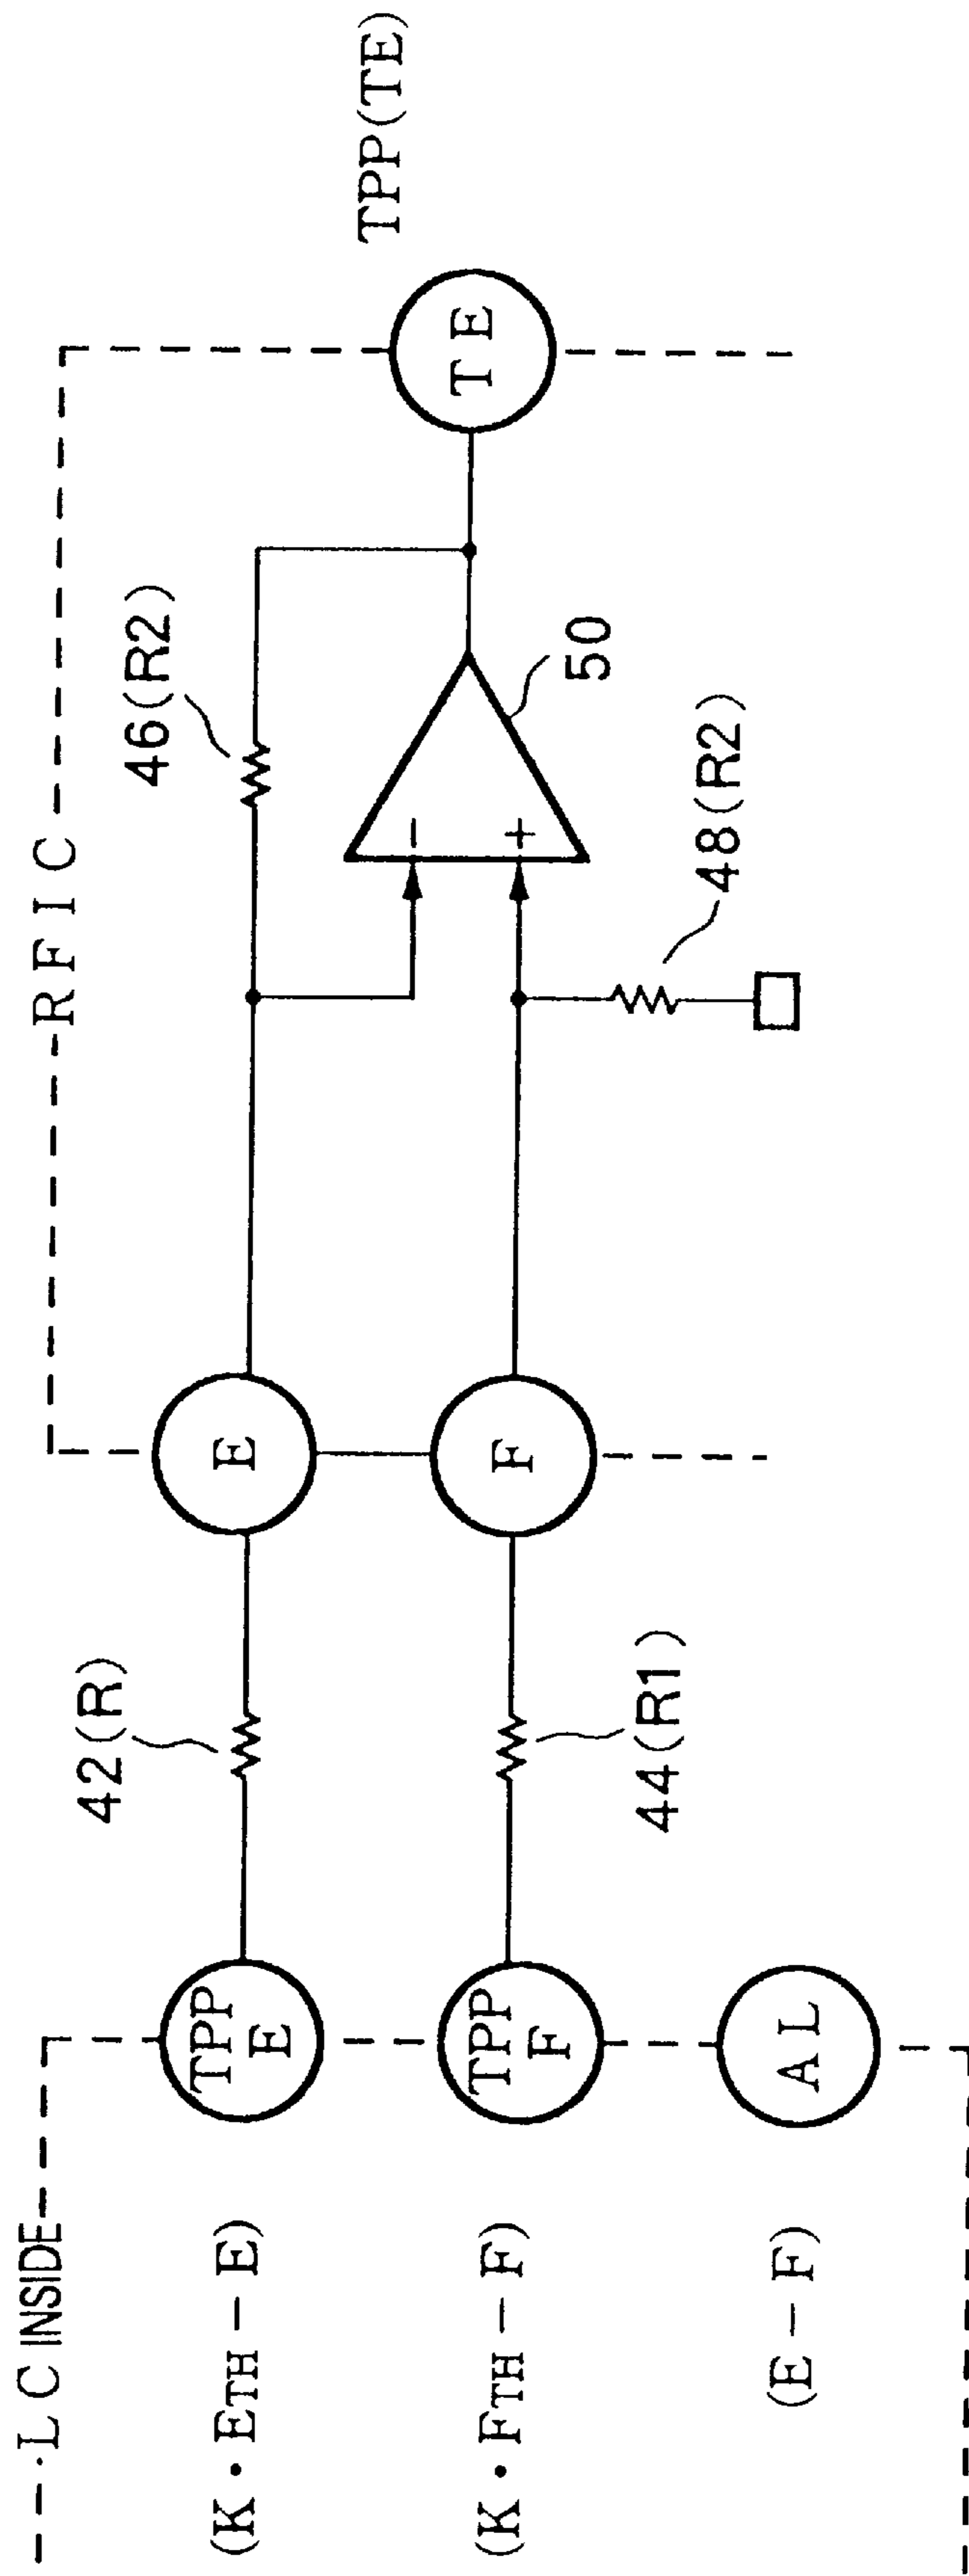 LC INSIDE
RFIC
TPP(TE)
46(R2)
42(R)
(K・ETH－E)
TPP
E
E
－
TE
50
(K・FTH－F)
TPP
F
F
+
44(R1)
48(R2)
(E－F)
AL